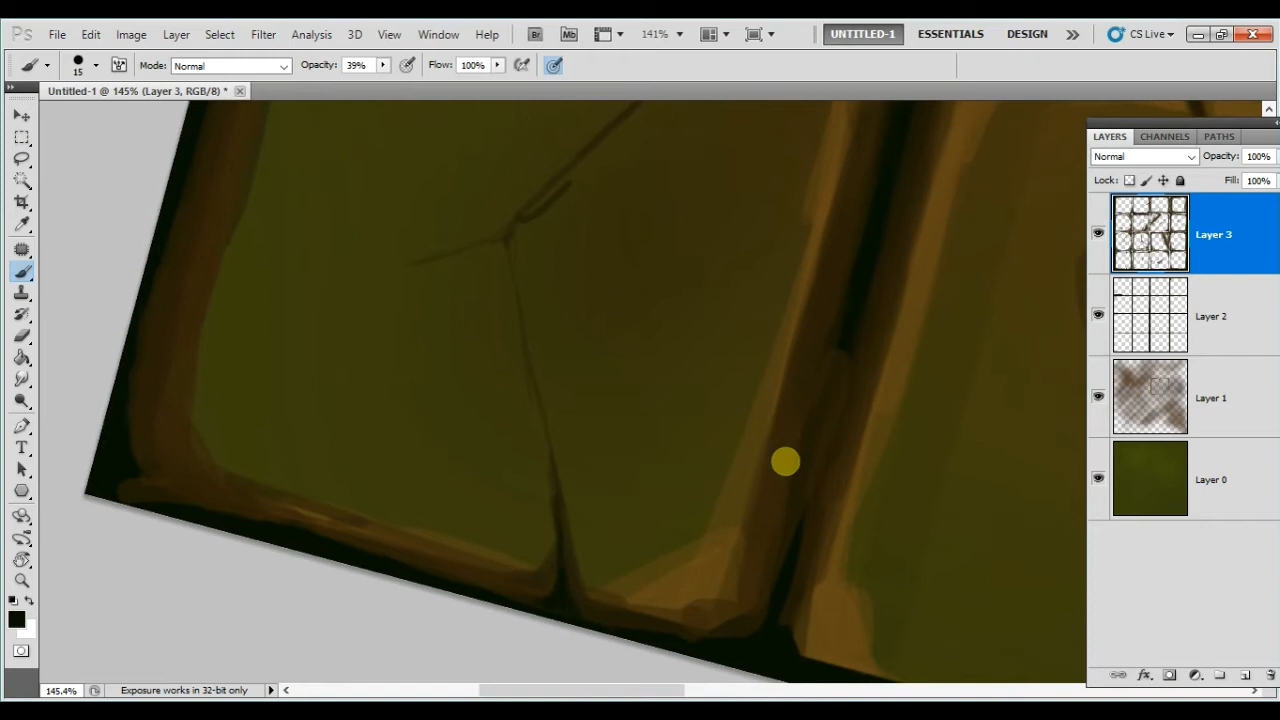 Ps File Edit Image Layer Select Filter Analysis 3D View Window Help Br Mb 141% UNTITLED-1 ESSENTIALS DESIGN CS Live
15 Mode: Normal Opacity: 39% Flow: 100%
Untitled-1 @ 145% (Layer 3, RGB/8) *
LAYERS CHANNELS PATHS
Normal Opacity: 100%
Lock: Fill: 100%
Layer 3
Layer 2
Layer 1
Layer 0
T
fx
145.4% Exposure works in 32-bit only